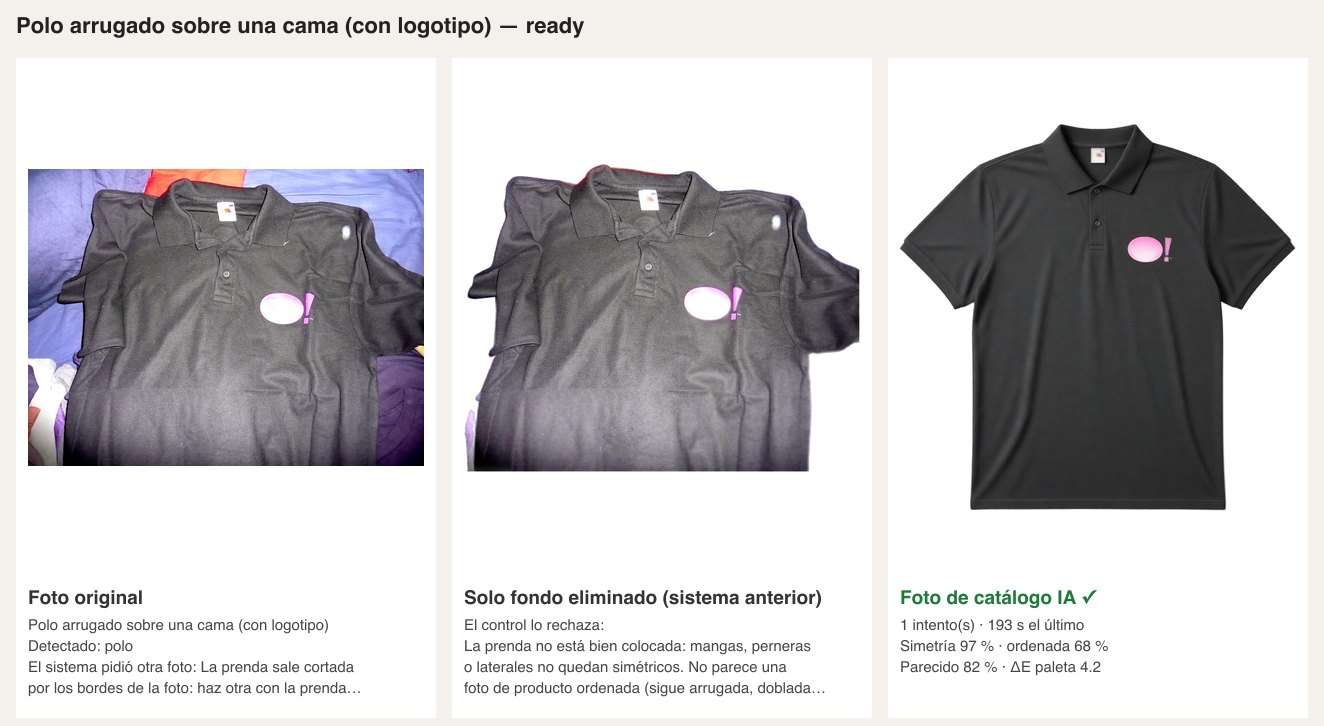 Polo arrugado sobre una cama (con logotipo) — ready
Foto original
Polo arrugado sobre una cama (con logotipo)
Detectado: polo
El sistema pidió otra foto: La prenda sale cortada
por los bordes de la foto: haz otra con la prenda…
Solo fondo eliminado (sistema anterior)
El control lo rechaza:
La prenda no está bien colocada: mangas, perneras
o laterales no quedan simétricos. No parece una
foto de producto ordenada (sigue arrugada, doblada…
Foto de catálogo IA ✓
1 intento(s) · 193 s el último
Simetría 97 % · ordenada 68 %
Parecido 82 % · ΔE paleta 4.2